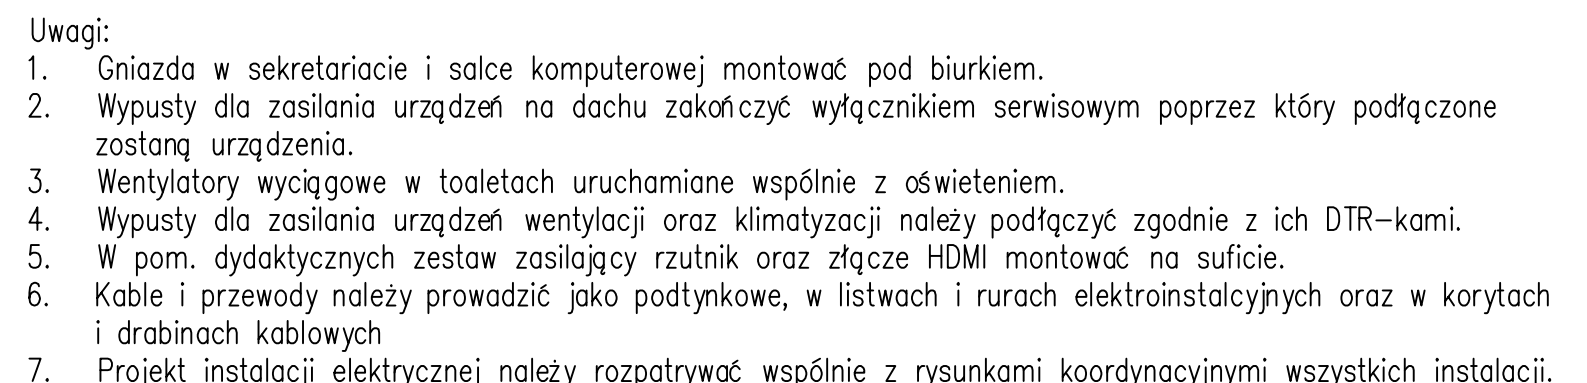 Uwagi:
1. Gniazda w sekretariacie i salce komputerowej montować pod biurkiem.
2. Wypusty dla zasilania urządzeń na dachu zakończyć wyłącznikiem serwisowym poprzez który podłączone
zostaną urządzenia.
3. Wentylatory wyciągowe w toaletach uruchamiane wspólnie z oświeteniem.
4. Wypusty dla zasilania urządzeń wentylacji oraz klimatyzacji należy podłączyć zgodnie z ich DTR-kami.
5. W pom. dydaktycznych zestaw zasilający rzutnik oraz złącze HDMI montować na suficie.
6. Kable i przewody należy prowadzić jako podtynkowe, w listwach i rurach elektroinstalcyjnych oraz w korytach
i drabinach kablowych
7. Projekt instalacji elektrycznej należy rozpatrywać wspólnie z rysunkami koordynacyjnymi wszystkich instalacji.